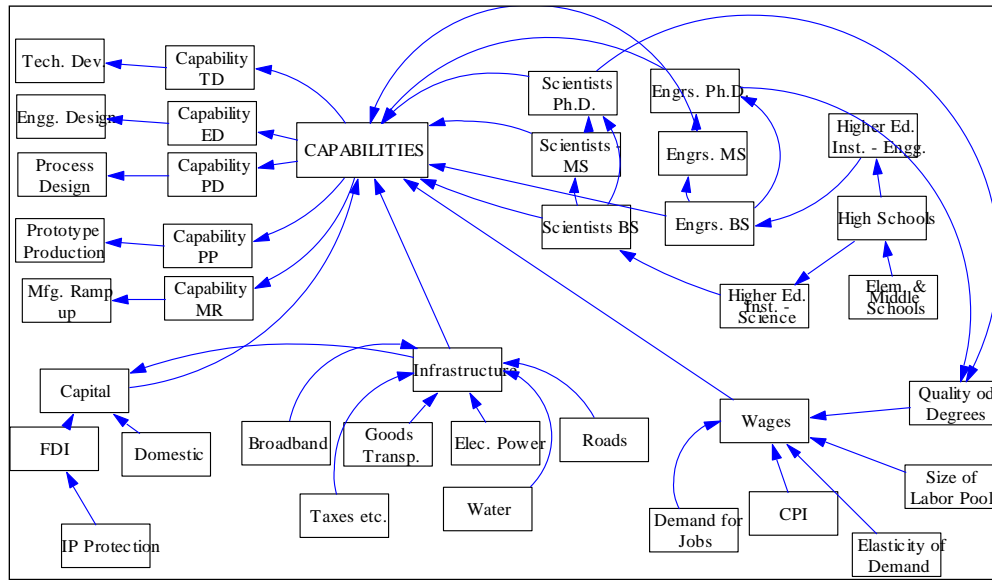 Tech. Dev.
Capability
TD
Engg. Design
Capability
ED
Process
Design
Capability
PD
Prototype
Production
Capability
PP
Mfg. Ramp
up
Capability
MR
CAPABILITIES
Scientists
Ph.D.
Scientists
MS
Scientists BS
Engrs. Ph.D.
Engrs. MS
Engrs. BS
Higher Ed.
Inst. - Engg.
High Schools
Elem. &
Middle
Schools
Higher Ed.
Inst. -
Science
Capital
FDI
Domestic
IP Protection
Infrastructure
Broadband
Goods
Transp.
Elec. Power
Roads
Taxes etc.
Water
Wages
Quality od
Degrees
Size of
Labor Pool
Demand for
Jobs
CPI
Elasticity of
Demand